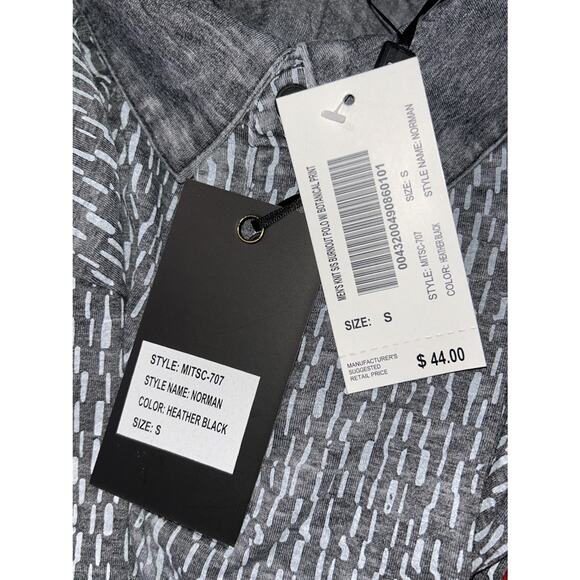 STYLE: MITSC-707
STYLE NAME: NORMAN
COLOR: HEATHER BLACK
SIZE: S
MEN'S KNIT S/S BURNOUT POLO W/ BOTANICAL PRINT
0043200490860101
SIZE: S
STYLE NAME: NORMAN
STYLE: MITSC-707
COLOR: HEATHER BLACK
SIZE: S
MANUFACTURER'S
SUGGESTED
RETAIL PRICE
$ 44.00